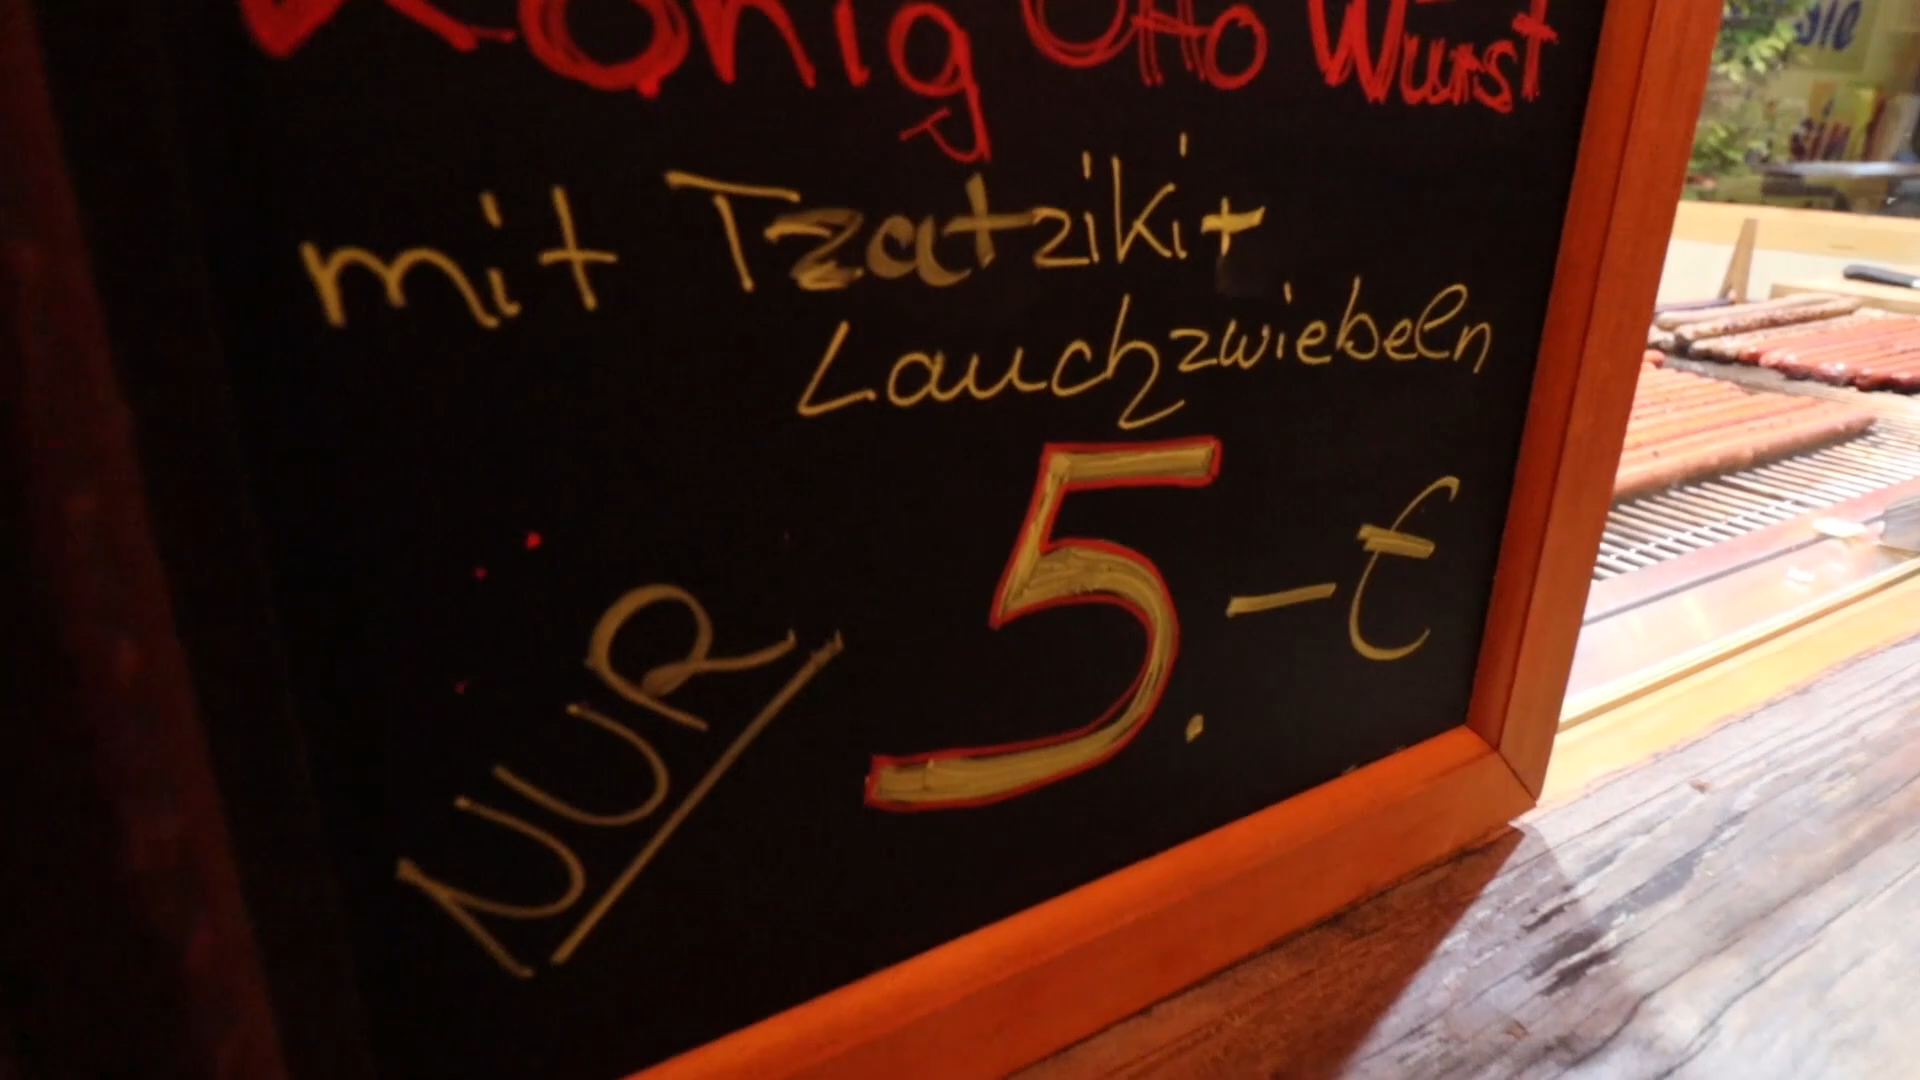 König Otto Wurst
mit Tzatziki+
Lauchzwiebeln
NUR 5.-€